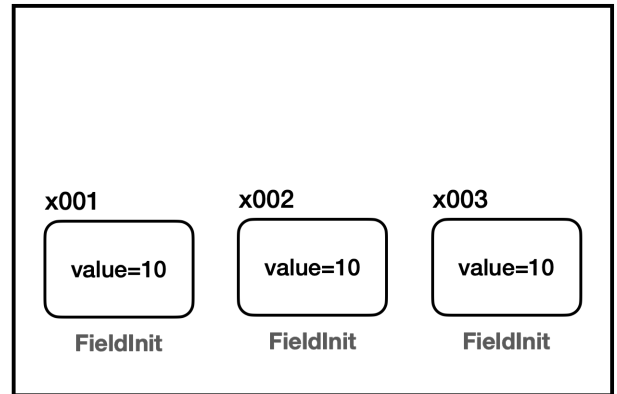 x001 x002 x003
value=10 value=10 value=10
FieldInit FieldInit FieldInit